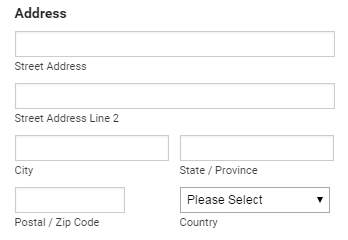 Address
Street Address
Street Address Line 2
City
State / Province
Please Select
Postal / Zip Code
Country